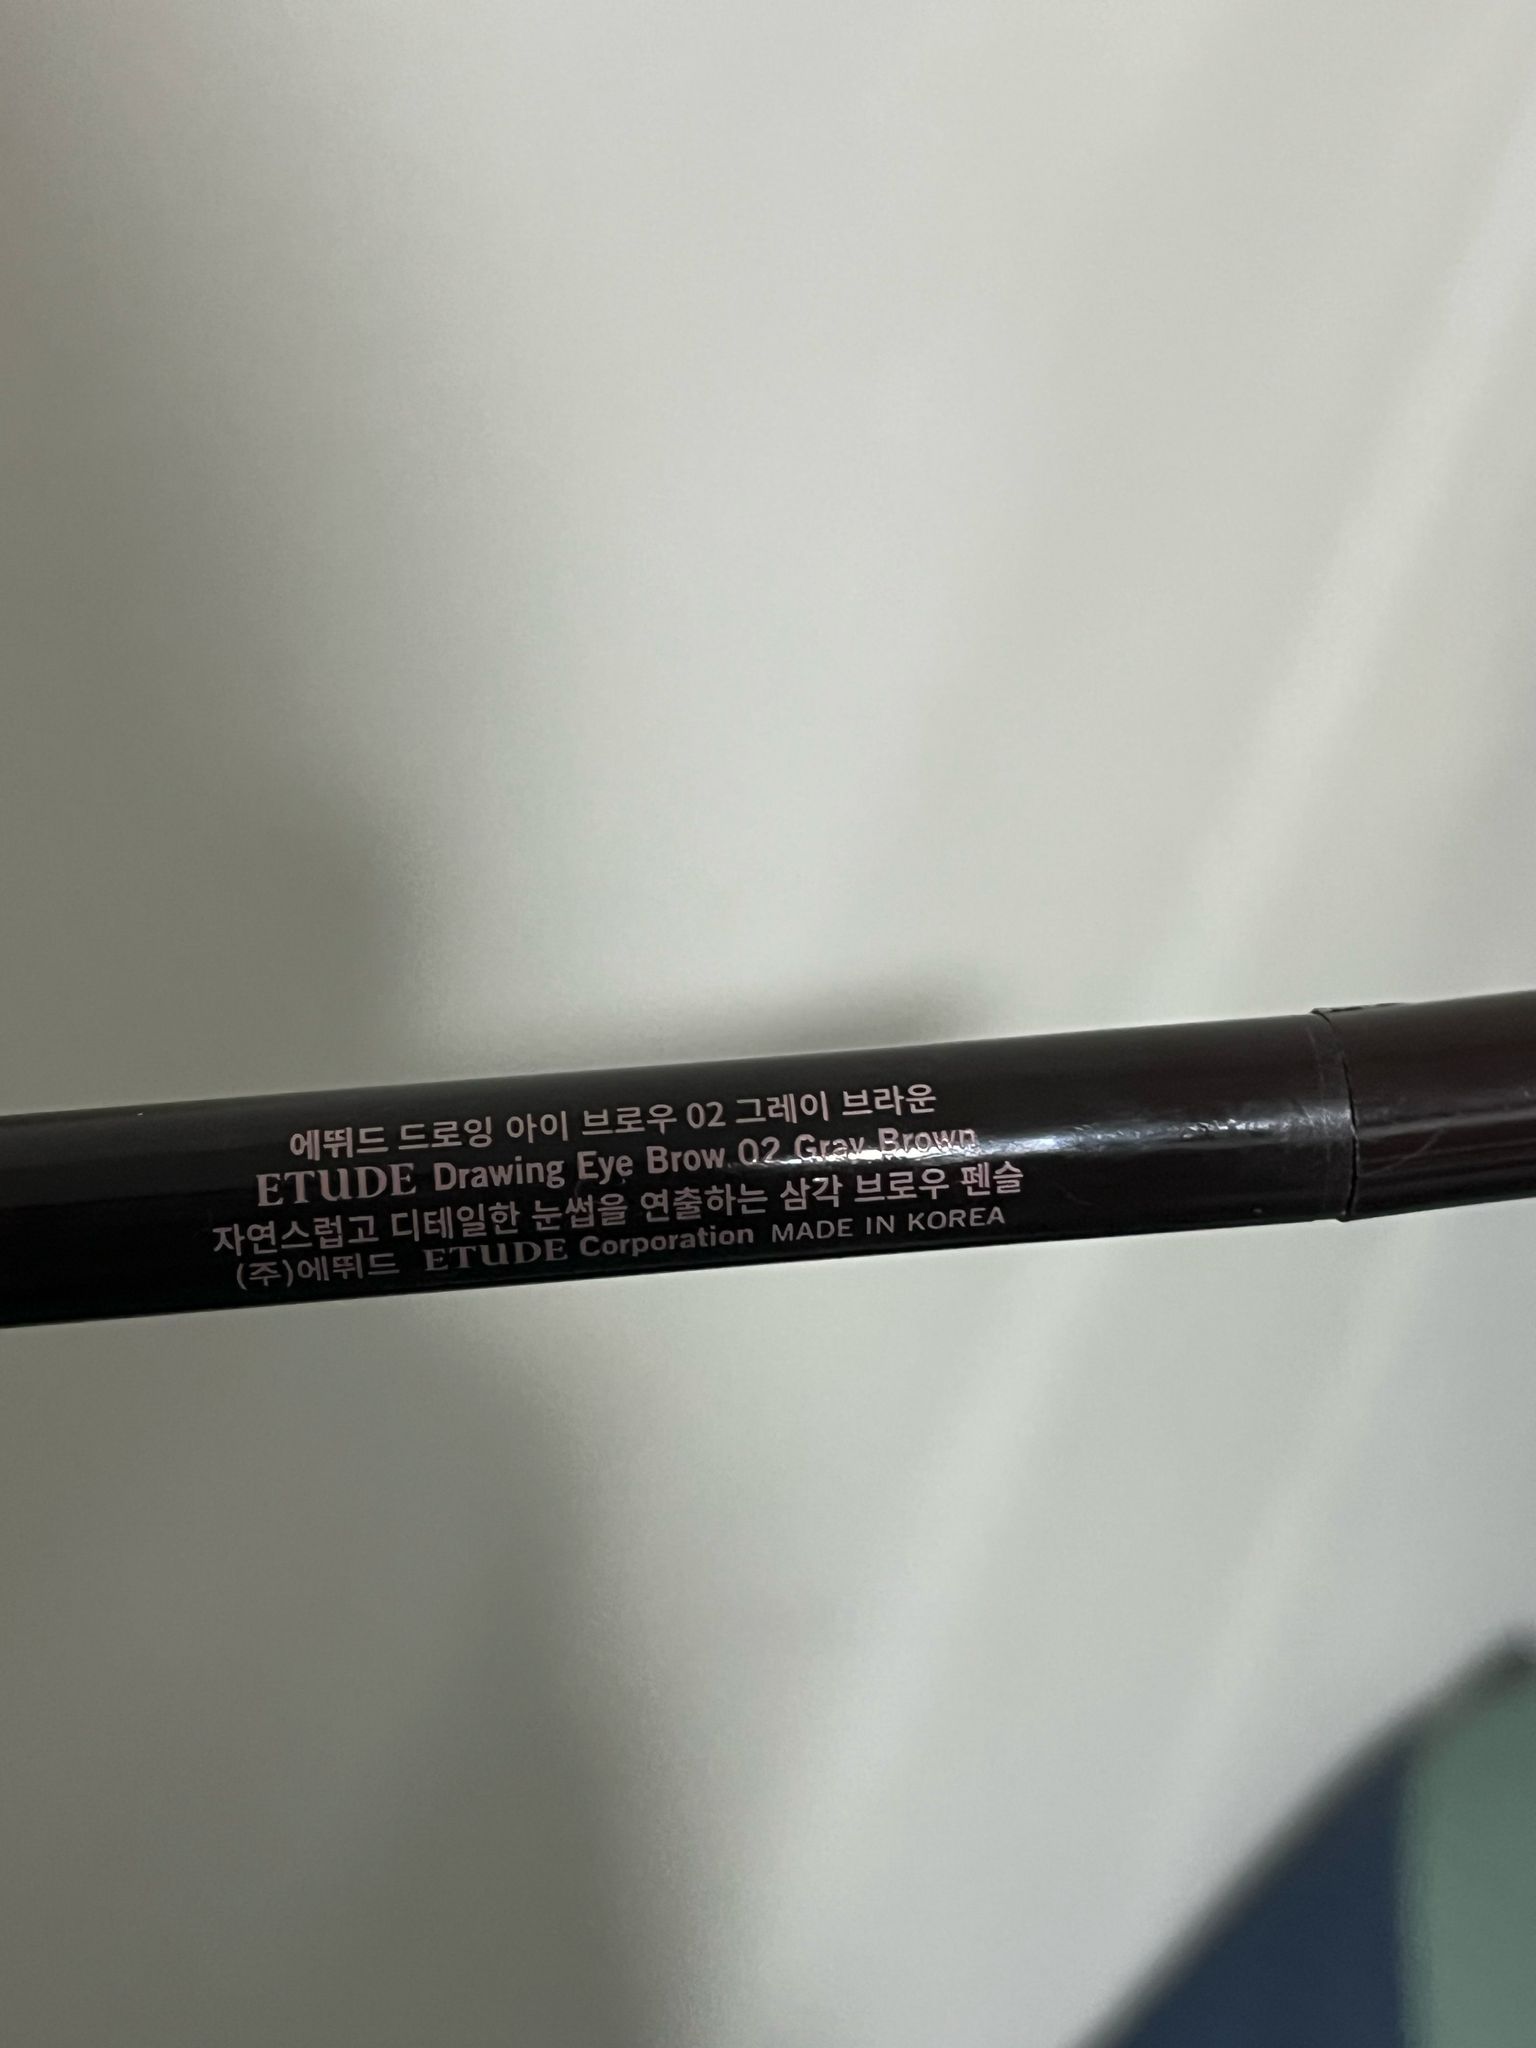 에뛰드 드로잉 아이 브로우 02 그레이 브라운
ETUDE Drawing Eye Brow 02 Gray Brown
자연스럽고 디테일한 눈썹을 연출하는 삼각 브로우 펜슬
(주)에뛰드 ETUDE Corporation MADE IN KOREA